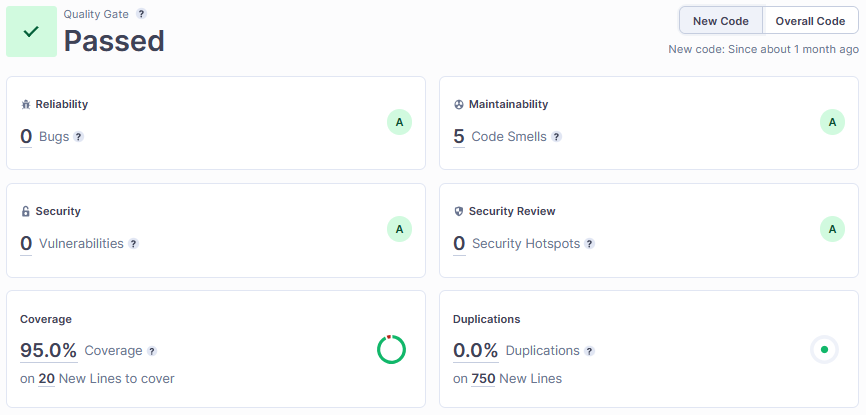 Quality Gate ?
Passed
New Code Overall Code
New code: Since about 1 month ago
Reliability
0 Bugs ?
A
Maintainability
5 Code Smells ?
A
Security
0 Vulnerabilities ?
A
Security Review
0 Security Hotspots ?
A
Coverage
95.0% Coverage ?
on 20 New Lines to cover
Duplications
0.0% Duplications ?
on 750 New Lines